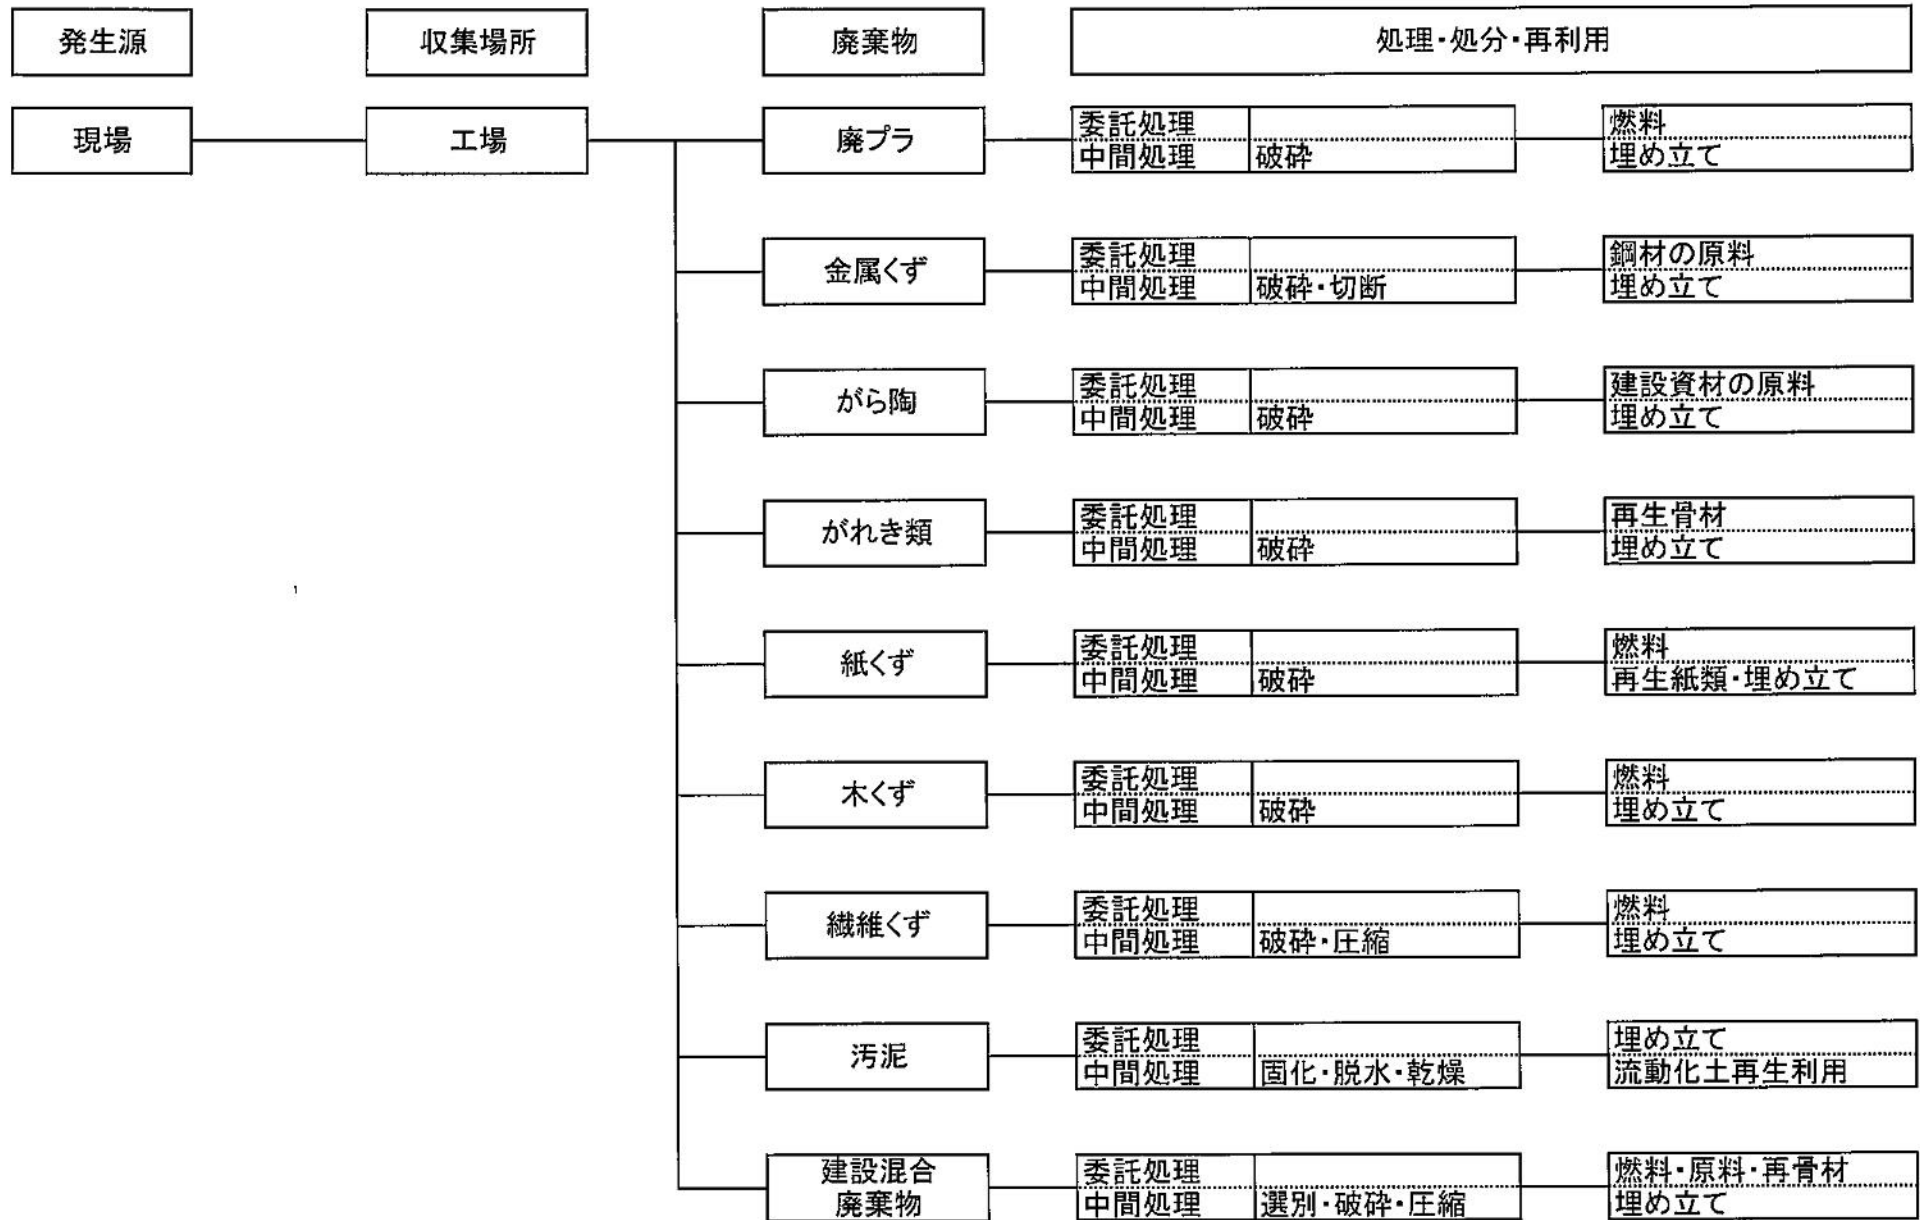 発生源
収集場所
廃棄物
処理・処分・再利用
現場
工場
廃プラ
委託処理
中間処理 破砕
燃料
埋め立て
金属くず
委託処理
中間処理 破砕・切断
鋼材の原料
埋め立て
がら陶
委託処理
中間処理 破砕
建設資材の原料
埋め立て
がれき類
委託処理
中間処理 破砕
再生骨材
埋め立て
紙くず
委託処理
中間処理 破砕
燃料
再生紙類・埋め立て
木くず
委託処理
中間処理 破砕
燃料
埋め立て
繊維くず
委託処理
中間処理 破砕・圧縮
燃料
埋め立て
汚泥
委託処理
中間処理 固化・脱水・乾燥
埋め立て
流動化土再生利用
建設混合
廃棄物
委託処理
中間処理 選別・破砕・圧縮
燃料・原料・再骨材
埋め立て